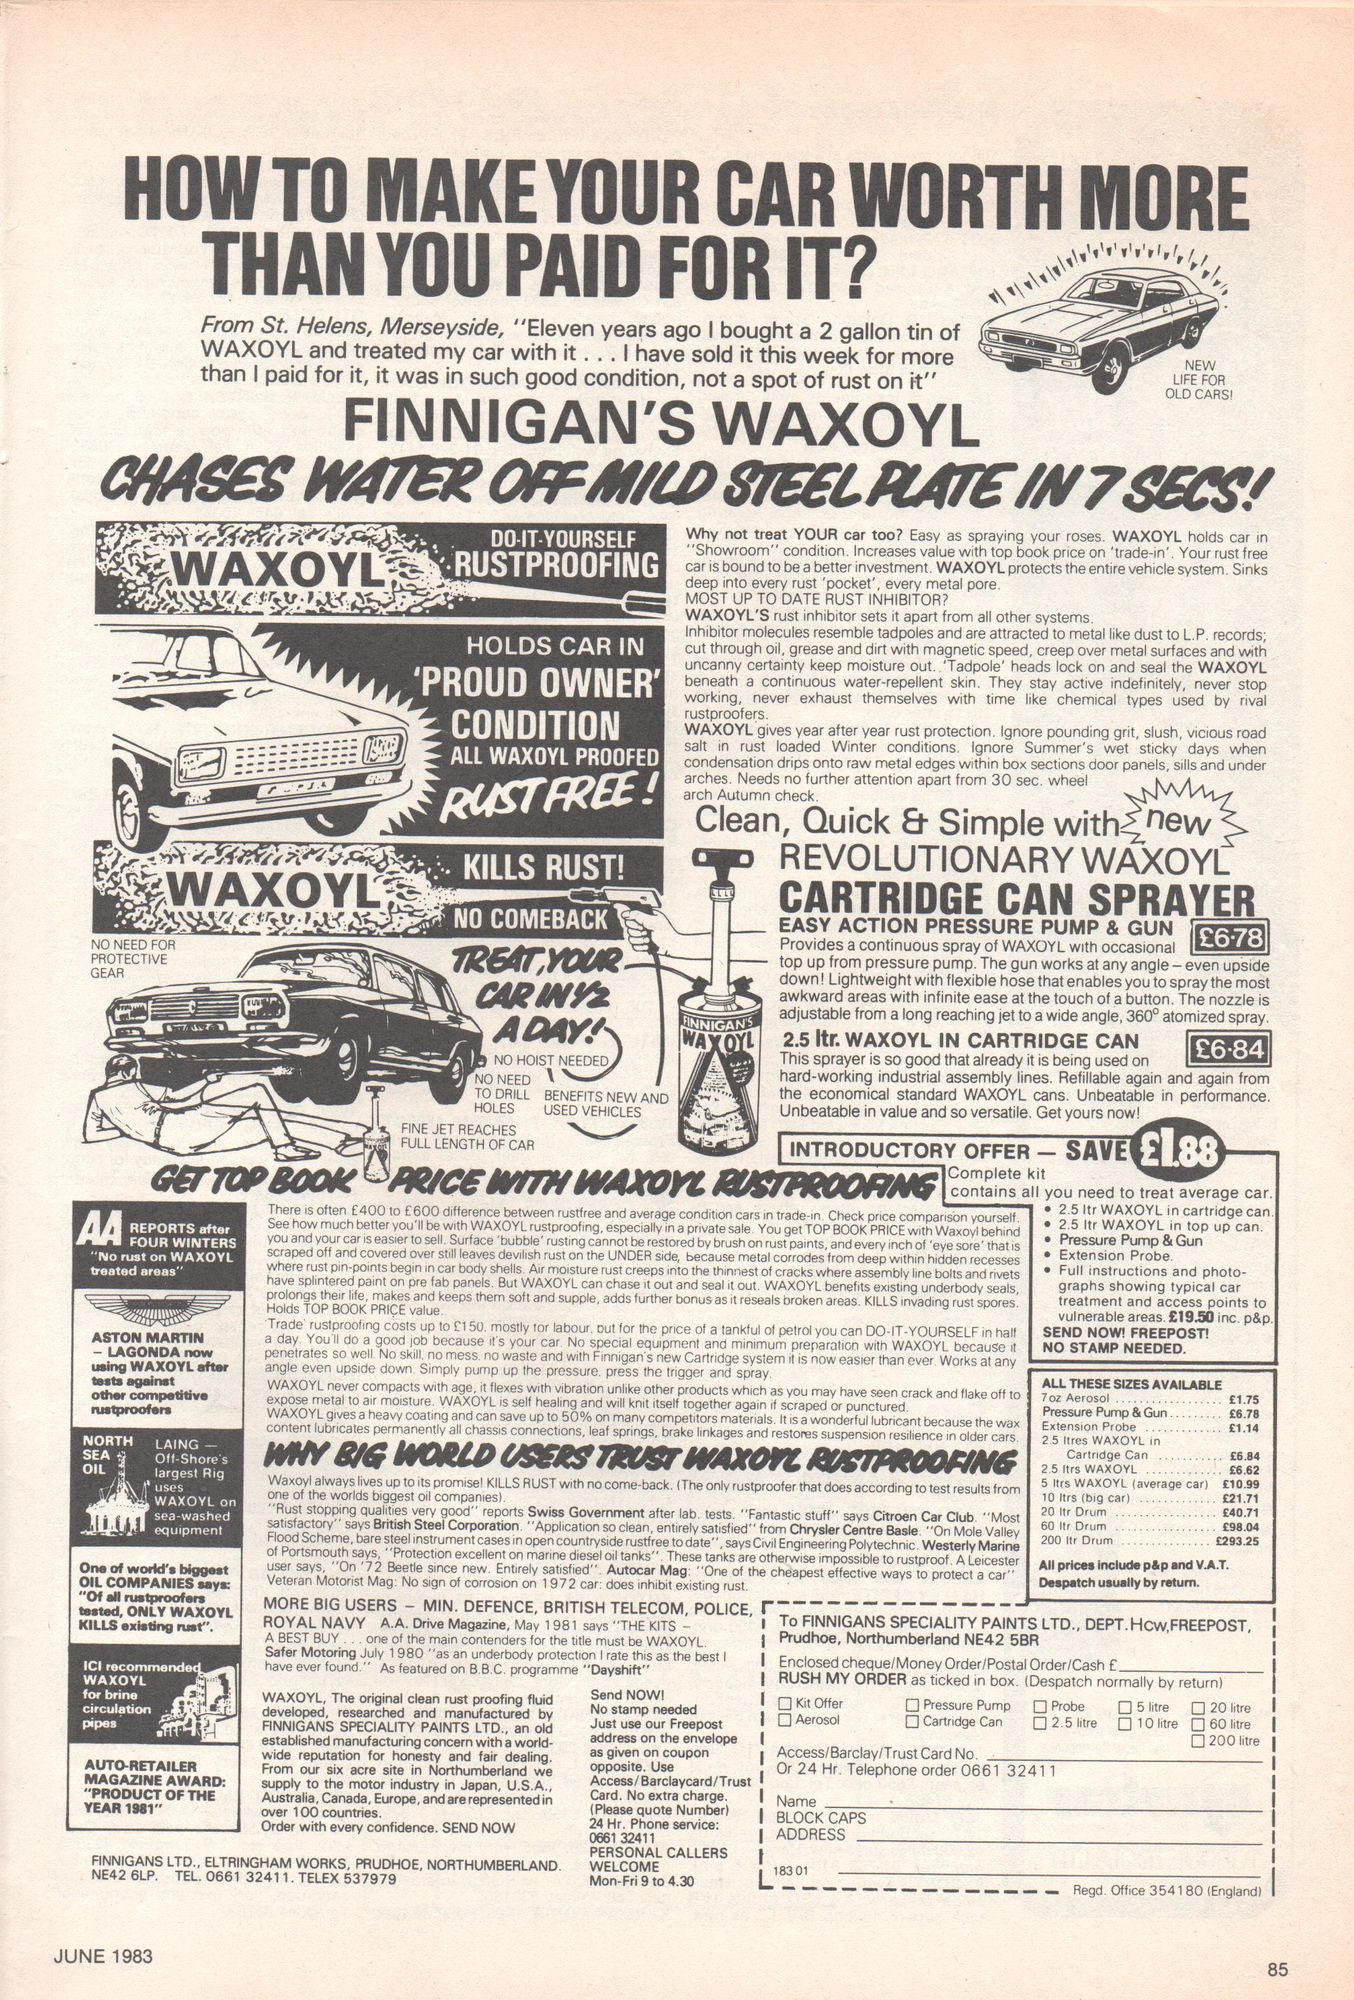 HOW TO MAKE YOUR CAR WORTH MORE
THAN YOU PAID FOR IT?
From St. Helens, Merseyside, "Eleven years ago I bought a 2 gallon tin of
WAXOYL and treated my car with it . . . I have sold it this week for more
than I paid for it, it was in such good condition, not a spot of rust on it"
NEW
LIFE FOR
OLD CARS!
FINNIGAN'S WAXOYL
CHASES WATER OFF MILD STEEL PLATE IN 7 SECS!
WAXOYL
DO-IT-YOURSELF
RUSTPROOFING
HOLDS CAR IN
'PROUD OWNER'
CONDITION
ALL WAXOYL PROOFED
RUST FREE!
WAXOYL
KILLS RUST!
NO COMEBACK
NO NEED FOR
PROTECTIVE
GEAR
TREAT, YOUR
CAR IN ½
A DAY!
NO HOIST NEEDED
NO NEED
TO DRILL
HOLES
BENEFITS NEW AND
USED VEHICLES
FINE JET REACHES
FULL LENGTH OF CAR
Why not treat YOUR car too? Easy as spraying your roses. WAXOYL holds car in
"Showroom" condition. Increases value with top book price on 'trade-in'. Your rust free
car is bound to be a better investment. WAXOYL protects the entire vehicle system. Sinks
deep into every rust 'pocket', every metal pore.
MOST UP TO DATE RUST INHIBITOR?
WAXOYL'S rust inhibitor sets it apart from all other systems.
Inhibitor molecules resemble tadpoles and are attracted to metal like dust to L.P. records;
cut through oil, grease and dirt with magnetic speed, creep over metal surfaces and with
uncanny certainty keep moisture out. 'Tadpole' heads lock on and seal the WAXOYL
beneath a continuous water-repellent skin. They stay active indefinitely, never stop
working, never exhaust themselves with time like chemical types used by rival
rustproofers.
WAXOYL gives year after year rust protection. Ignore pounding grit, slush, vicious road
salt in rust loaded Winter conditions. Ignore Summer's wet sticky days when
condensation drips onto raw metal edges within box sections door panels, sills and under
arches. Needs no further attention apart from 30 sec. wheel
arch Autumn check.
Clean, Quick & Simple with new
REVOLUTIONARY WAXOYL
CARTRIDGE CAN SPRAYER
EASY ACTION PRESSURE PUMP & GUN £6·78
Provides a continuous spray of WAXOYL with occasional
top up from pressure pump. The gun works at any angle – even upside
down! Lightweight with flexible hose that enables you to spray the most
awkward areas with infinite ease at the touch of a button. The nozzle is
adjustable from a long reaching jet to a wide angle, 360° atomized spray.
2.5 ltr. WAXOYL IN CARTRIDGE CAN £6·84
This sprayer is so good that already it is being used on
hard-working industrial assembly lines. Refillable again and again from
the economical standard WAXOYL cans. Unbeatable in performance.
Unbeatable in value and so versatile. Get yours now!
FINNIGAN'S
WAXOYL
INTRODUCTORY OFFER — SAVE £1.88
Complete kit
contains all you need to treat average car.
• 2.5 ltr WAXOYL in cartridge can.
• 2.5 ltr WAXOYL in top up can.
• Pressure Pump & Gun
• Extension Probe.
• Full instructions and photo-
graphs showing typical car
treatment and access points to
vulnerable areas. £19.50 inc. p&p.
SEND NOW! FREEPOST!
NO STAMP NEEDED.
GET TOP BOOK PRICE WITH WAXOYL RUSTPROOFING
There is often £400 to £600 difference between rustfree and average condition cars in trade-in. Check price comparison yourself.
See how much better you'll be with WAXOYL rustproofing, especially in a private sale. You get TOP BOOK PRICE with Waxoyl behind
you and your car is easier to sell. Surface 'bubble' rusting cannot be restored by brush on rust paints, and every inch of 'eye sore' that is
scraped off and covered over still leaves devilish rust on the UNDER side, because metal corrodes from deep within hidden recesses
where rust pin-points begin in car body shells. Air moisture rust creeps into the thinnest of cracks where assembly line bolts and rivets
have splintered paint on pre fab panels. But WAXOYL can chase it out and seal it out. WAXOYL benefits existing underbody seals,
prolongs their life, makes and keeps them soft and supple, adds further bonus as it reseals broken areas. KILLS invading rust spores.
Holds TOP BOOK PRICE value.
'Trade' rustproofing costs up to £150, mostly for labour, but for the price of a tankful of petrol you can DO-IT-YOURSELF in half
a day. You'll do a good job because it's your car. No special equipment and minimum preparation with WAXOYL because it
penetrates so well. No skill, no mess, no waste and with Finnigan's new Cartridge system it is now easier than ever. Works at any
angle even upside down. Simply pump up the pressure, press the trigger and spray.
WAXOYL never compacts with age, it flexes with vibration unlike other products which as you may have seen crack and flake off to
expose metal to air moisture. WAXOYL is self healing and will knit itself together again if scraped or punctured.
WAXOYL gives a heavy coating and can save up to 50% on many competitors materials. It is a wonderful lubricant because the wax
content lubricates permanently all chassis connections, leaf springs, brake linkages and restores suspension resilience in older cars.
WHY BIG WORLD USERS TRUST WAXOYL RUSTPROOFING
Waxoyl always lives up to its promise! KILLS RUST with no come-back. (The only rustproofer that does according to test results from
one of the worlds biggest oil companies).
"Rust stopping qualities very good" reports Swiss Government after lab. tests. "Fantastic stuff" says Citroen Car Club. "Most
satisfactory" says British Steel Corporation. "Application so clean, entirely satisfied" from Chrysler Centre Basle. "On Mole Valley
Flood Scheme, bare steel instrument cases in open countryside rustfree to date", says Civil Engineering Polytechnic. Westerly Marine
of Portsmouth says, "Protection excellent on marine diesel oil tanks". These tanks are otherwise impossible to rustproof. A Leicester
user says, "On '72 Beetle since new. Entirely satisfied". Autocar Mag: "One of the cheapest effective ways to protect a car"
Veteran Motorist Mag: No sign of corrosion on 1972 car: does inhibit existing rust.
MORE BIG USERS – MIN. DEFENCE, BRITISH TELECOM, POLICE,
ROYAL NAVY A.A. Drive Magazine, May 1981 says "THE KITS –
A BEST BUY . . . one of the main contenders for the title must be WAXOYL.
Safer Motoring July 1980 "as an underbody protection I rate this as the best I
have ever found." As featured on B.B.C. programme "Dayshift"
AA REPORTS after
FOUR WINTERS
"No rust on WAXOYL
treated areas"
ASTON MARTIN
– LAGONDA now
using WAXOYL after
tests against
other competitive
rustproofers
NORTH
SEA
OIL
LAING —
Off-Shore's
largest Rig
uses
WAXOYL on
sea-washed
equipment
One of world's biggest
OIL COMPANIES says:
"Of all rustproofers
tested, ONLY WAXOYL
KILLS existing rust".
ICI recommended
WAXOYL
for brine
circulation
pipes
AUTO-RETAILER
MAGAZINE AWARD:
"PRODUCT OF THE
YEAR 1981"
ALL THESE SIZES AVAILABLE
7oz Aerosol ................ £1.75
Pressure Pump & Gun ......... £6.78
Extension Probe ............. £1.14
2.5 ltres WAXOYL in
Cartridge Can ........... £6.84
2.5 ltrs WAXOYL ............ £6.62
5 ltrs WAXOYL (average car) £10.99
10 ltrs (big car) ............ £21.71
20 ltr Drum ................. £40.71
60 ltr Drum ................. £98.04
200 ltr Drum ............... £293.25
All prices include p&p and V.A.T.
Despatch usually by return.
WAXOYL, The original clean rust proofing fluid
developed, researched and manufactured by
FINNIGANS SPECIALITY PAINTS LTD., an old
established manufacturing concern with a world-
wide reputation for honesty and fair dealing.
From our six acre site in Northumberland we
supply to the motor industry in Japan, U.S.A.,
Australia, Canada, Europe, and are represented in
over 100 countries.
Order with every confidence. SEND NOW
Send NOW!
No stamp needed
Just use our Freepost
address on the envelope
as given on coupon
opposite. Use
Access/Barclaycard/Trust
Card. No extra charge.
(Please quote Number)
24 Hr. Phone service:
0661 32411
PERSONAL CALLERS
WELCOME
Mon-Fri 9 to 4.30
FINNIGANS LTD., ELTRINGHAM WORKS, PRUDHOE, NORTHUMBERLAND.
NE42 6LP. TEL. 0661 32411. TELEX 537979
To FINNIGANS SPECIALITY PAINTS LTD., DEPT. Hcw, FREEPOST,
Prudhoe, Northumberland NE42 5BR
Enclosed cheque/Money Order/Postal Order/Cash £
RUSH MY ORDER as ticked in box. (Despatch normally by return)
Kit Offer Pressure Pump Probe 5 litre 20 litre
Aerosol Cartridge Can 2.5 litre 10 litre 60 litre
200 litre
Access/Barclay/Trust Card No.
Or 24 Hr. Telephone order 0661 32411
Name
BLOCK CAPS
ADDRESS
183 01
Regd. Office 354180 (England)
JUNE 1983
85